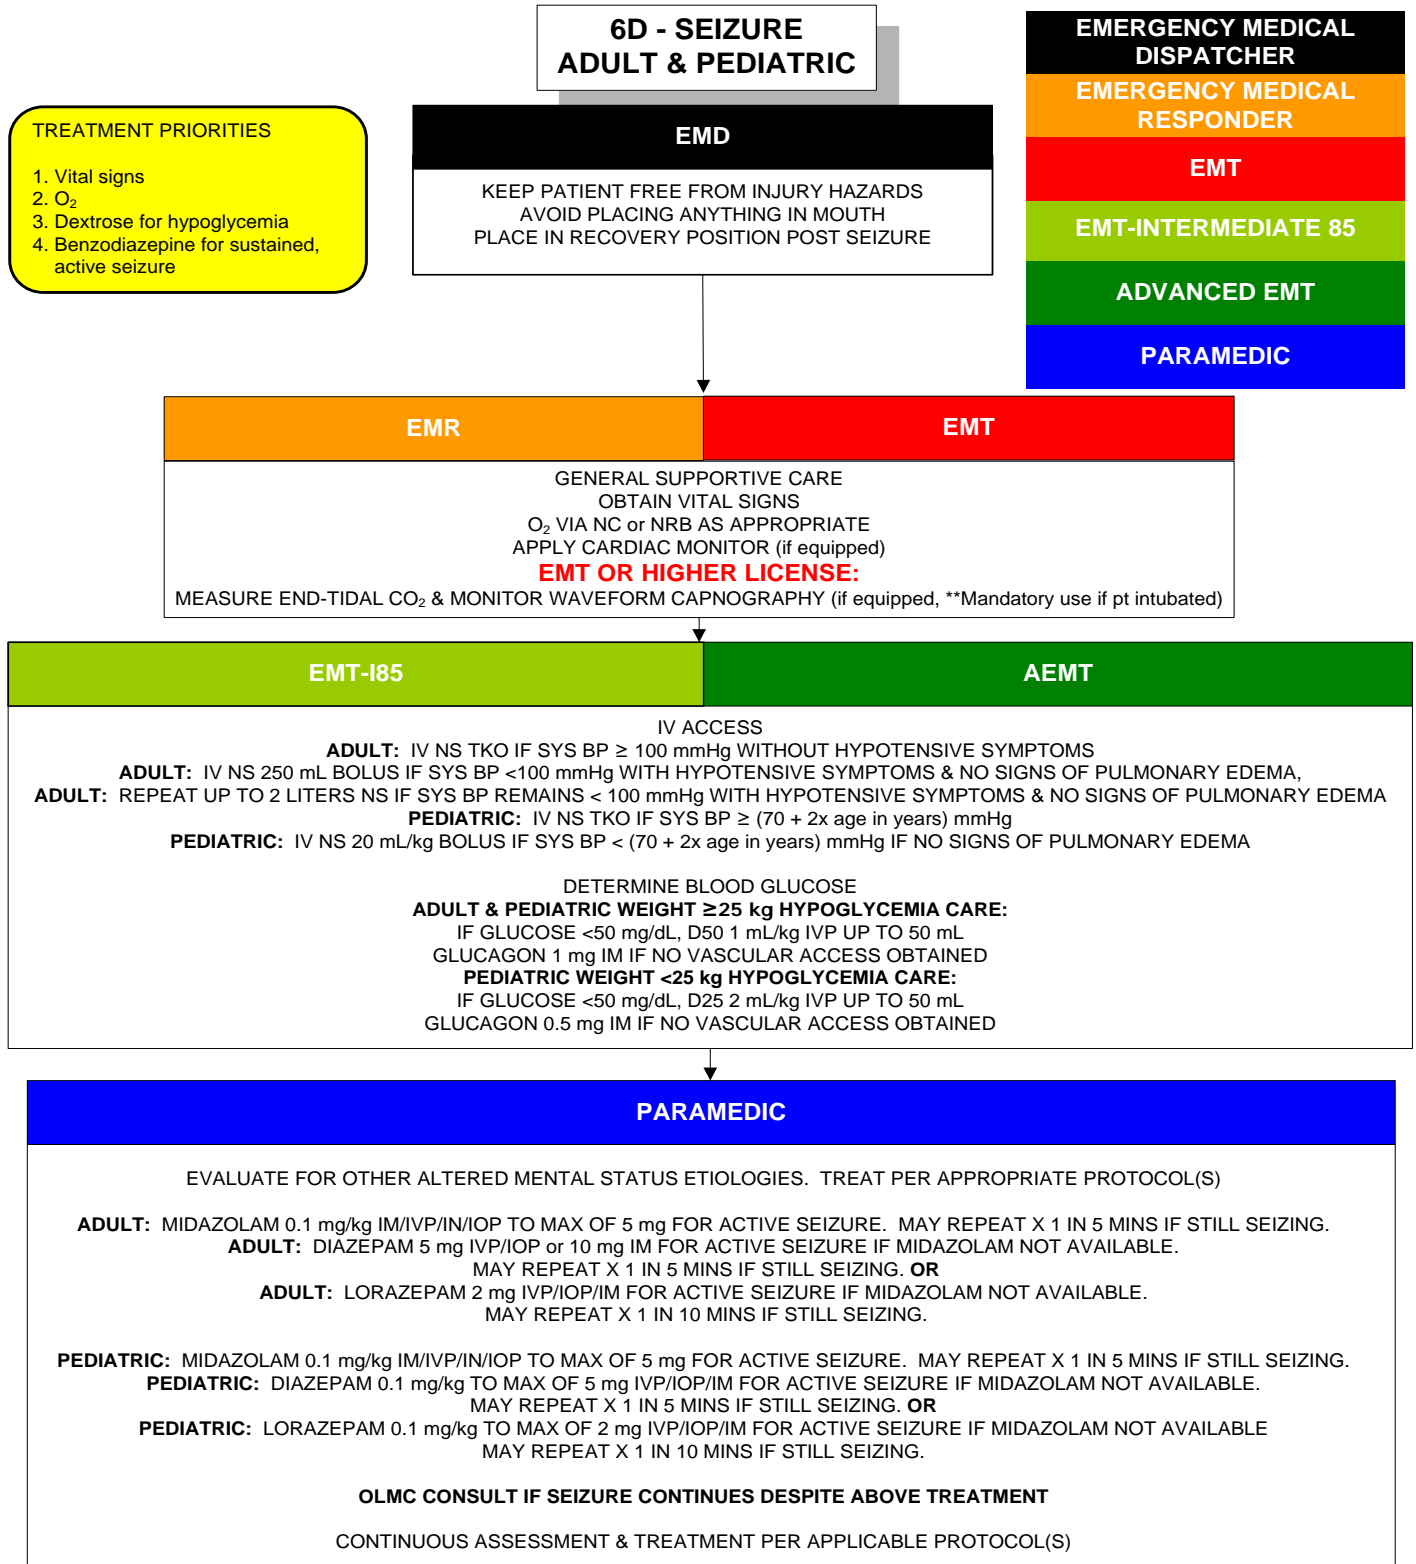 6D - SEIZURE
ADULT & PEDIATRIC
EMERGENCY MEDICAL
DISPATCHER
EMERGENCY MEDICAL
RESPONDER
EMT
EMT-INTERMEDIATE 85
ADVANCED EMT
PARAMEDIC
TREATMENT PRIORITIES
1. Vital signs
2. O₂
3. Dextrose for hypoglycemia
4. Benzodiazepine for sustained,
active seizure
EMD
KEEP PATIENT FREE FROM INJURY HAZARDS
AVOID PLACING ANYTHING IN MOUTH
PLACE IN RECOVERY POSITION POST SEIZURE
EMR
EMT
GENERAL SUPPORTIVE CARE
OBTAIN VITAL SIGNS
O₂ VIA NC or NRB AS APPROPRIATE
APPLY CARDIAC MONITOR (if equipped)
EMT OR HIGHER LICENSE:
MEASURE END-TIDAL CO₂ & MONITOR WAVEFORM CAPNOGRAPHY (if equipped, **Mandatory use if pt intubated)
EMT-I85
AEMT
IV ACCESS
ADULT: IV NS TKO IF SYS BP ≥ 100 mmHg WITHOUT HYPOTENSIVE SYMPTOMS
ADULT: IV NS 250 mL BOLUS IF SYS BP <100 mmHg WITH HYPOTENSIVE SYMPTOMS & NO SIGNS OF PULMONARY EDEMA,
ADULT: REPEAT UP TO 2 LITERS NS IF SYS BP REMAINS < 100 mmHg WITH HYPOTENSIVE SYMPTOMS & NO SIGNS OF PULMONARY EDEMA
PEDIATRIC: IV NS TKO IF SYS BP ≥ (70 + 2x age in years) mmHg
PEDIATRIC: IV NS 20 mL/kg BOLUS IF SYS BP < (70 + 2x age in years) mmHg IF NO SIGNS OF PULMONARY EDEMA
DETERMINE BLOOD GLUCOSE
ADULT & PEDIATRIC WEIGHT ≥25 kg HYPOGLYCEMIA CARE:
IF GLUCOSE <50 mg/dL, D50 1 mL/kg IVP UP TO 50 mL
GLUCAGON 1 mg IM IF NO VASCULAR ACCESS OBTAINED
PEDIATRIC WEIGHT <25 kg HYPOGLYCEMIA CARE:
IF GLUCOSE <50 mg/dL, D25 2 mL/kg IVP UP TO 50 mL
GLUCAGON 0.5 mg IM IF NO VASCULAR ACCESS OBTAINED
PARAMEDIC
EVALUATE FOR OTHER ALTERED MENTAL STATUS ETIOLOGIES. TREAT PER APPROPRIATE PROTOCOL(S)
ADULT: MIDAZOLAM 0.1 mg/kg IM/IVP/IN/IOP TO MAX OF 5 mg FOR ACTIVE SEIZURE. MAY REPEAT X 1 IN 5 MINS IF STILL SEIZING.
ADULT: DIAZEPAM 5 mg IVP/IOP or 10 mg IM FOR ACTIVE SEIZURE IF MIDAZOLAM NOT AVAILABLE.
MAY REPEAT X 1 IN 5 MINS IF STILL SEIZING. OR
ADULT: LORAZEPAM 2 mg IVP/IOP/IM FOR ACTIVE SEIZURE IF MIDAZOLAM NOT AVAILABLE.
MAY REPEAT X 1 IN 10 MINS IF STILL SEIZING.
PEDIATRIC: MIDAZOLAM 0.1 mg/kg IM/IVP/IN/IOP TO MAX OF 5 mg FOR ACTIVE SEIZURE. MAY REPEAT X 1 IN 5 MINS IF STILL SEIZING.
PEDIATRIC: DIAZEPAM 0.1 mg/kg TO MAX OF 5 mg IVP/IOP/IM FOR ACTIVE SEIZURE IF MIDAZOLAM NOT AVAILABLE.
MAY REPEAT X 1 IN 5 MINS IF STILL SEIZING. OR
PEDIATRIC: LORAZEPAM 0.1 mg/kg TO MAX OF 2 mg IVP/IOP/IM FOR ACTIVE SEIZURE IF MIDAZOLAM NOT AVAILABLE
MAY REPEAT X 1 IN 10 MINS IF STILL SEIZING.
OLMC CONSULT IF SEIZURE CONTINUES DESPITE ABOVE TREATMENT
CONTINUOUS ASSESSMENT & TREATMENT PER APPLICABLE PROTOCOL(S)